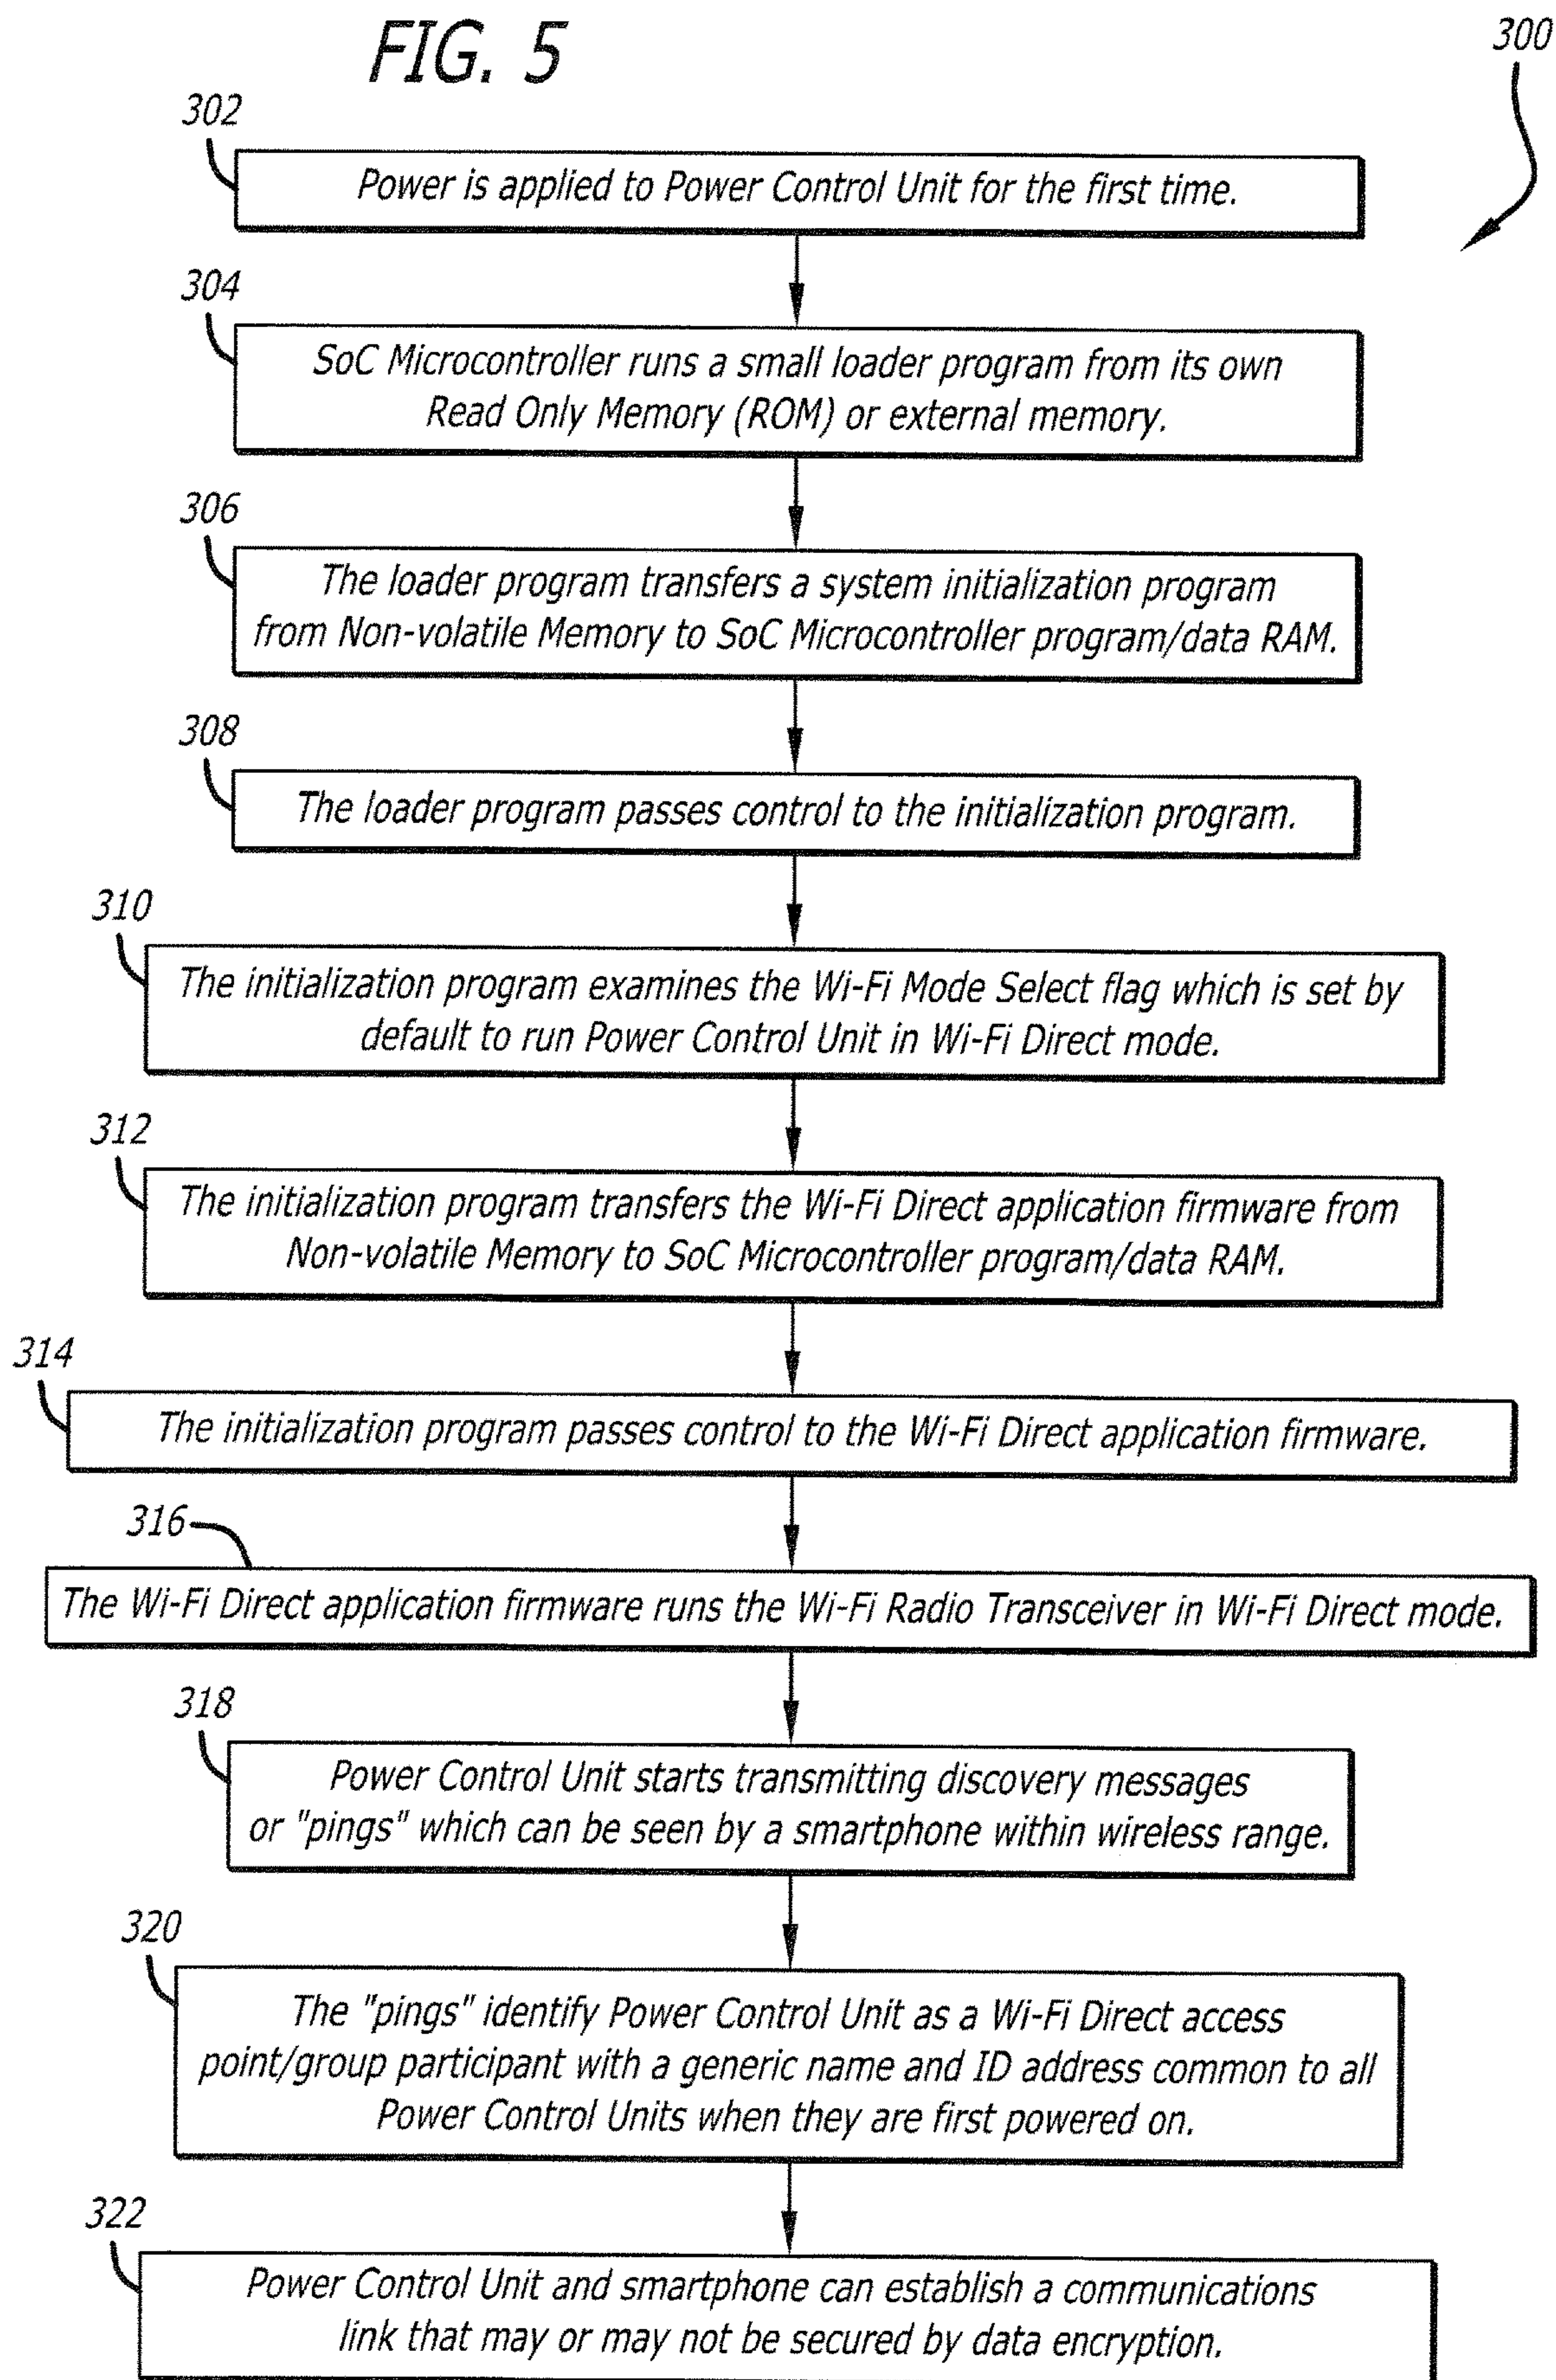 FIG. 5
300
302
Power is applied to Power Control Unit for the first time.
304
SoC Microcontroller runs a small loader program from its own
Read Only Memory (ROM) or external memory.
306
The loader program transfers a system initialization program
from Non-volatile Memory to SoC Microcontroller program/data RAM.
308
The loader program passes control to the initialization program.
310
The initialization program examines the Wi-Fi Mode Select flag which is set by
default to run Power Control Unit in Wi-Fi Direct mode.
312
The initialization program transfers the Wi-Fi Direct application firmware from
Non-volatile Memory to SoC Microcontroller program/data RAM.
314
The initialization program passes control to the Wi-Fi Direct application firmware.
316
The Wi-Fi Direct application firmware runs the Wi-Fi Radio Transceiver in Wi-Fi Direct mode.
318
Power Control Unit starts transmitting discovery messages
or "pings" which can be seen by a smartphone within wireless range.
320
The "pings" identify Power Control Unit as a Wi-Fi Direct access
point/group participant with a generic name and ID address common to all
Power Control Units when they are first powered on.
322
Power Control Unit and smartphone can establish a communications
link that may or may not be secured by data encryption.